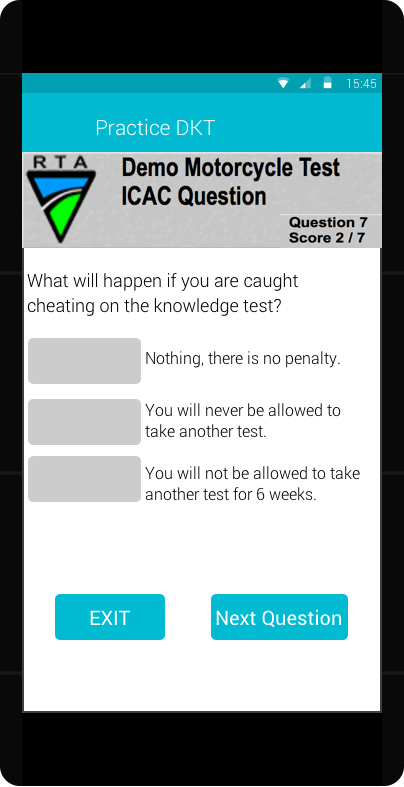 15:45
Practice DKT
RTA
Demo Motorcycle Test
ICAC Question
Question 7
Score 2 / 7
What will happen if you are caught
cheating on the knowledge test?
Nothing, there is no penalty.
You will never be allowed to
take another test.
You will not be allowed to take
another test for 6 weeks.
EXIT
Next Question